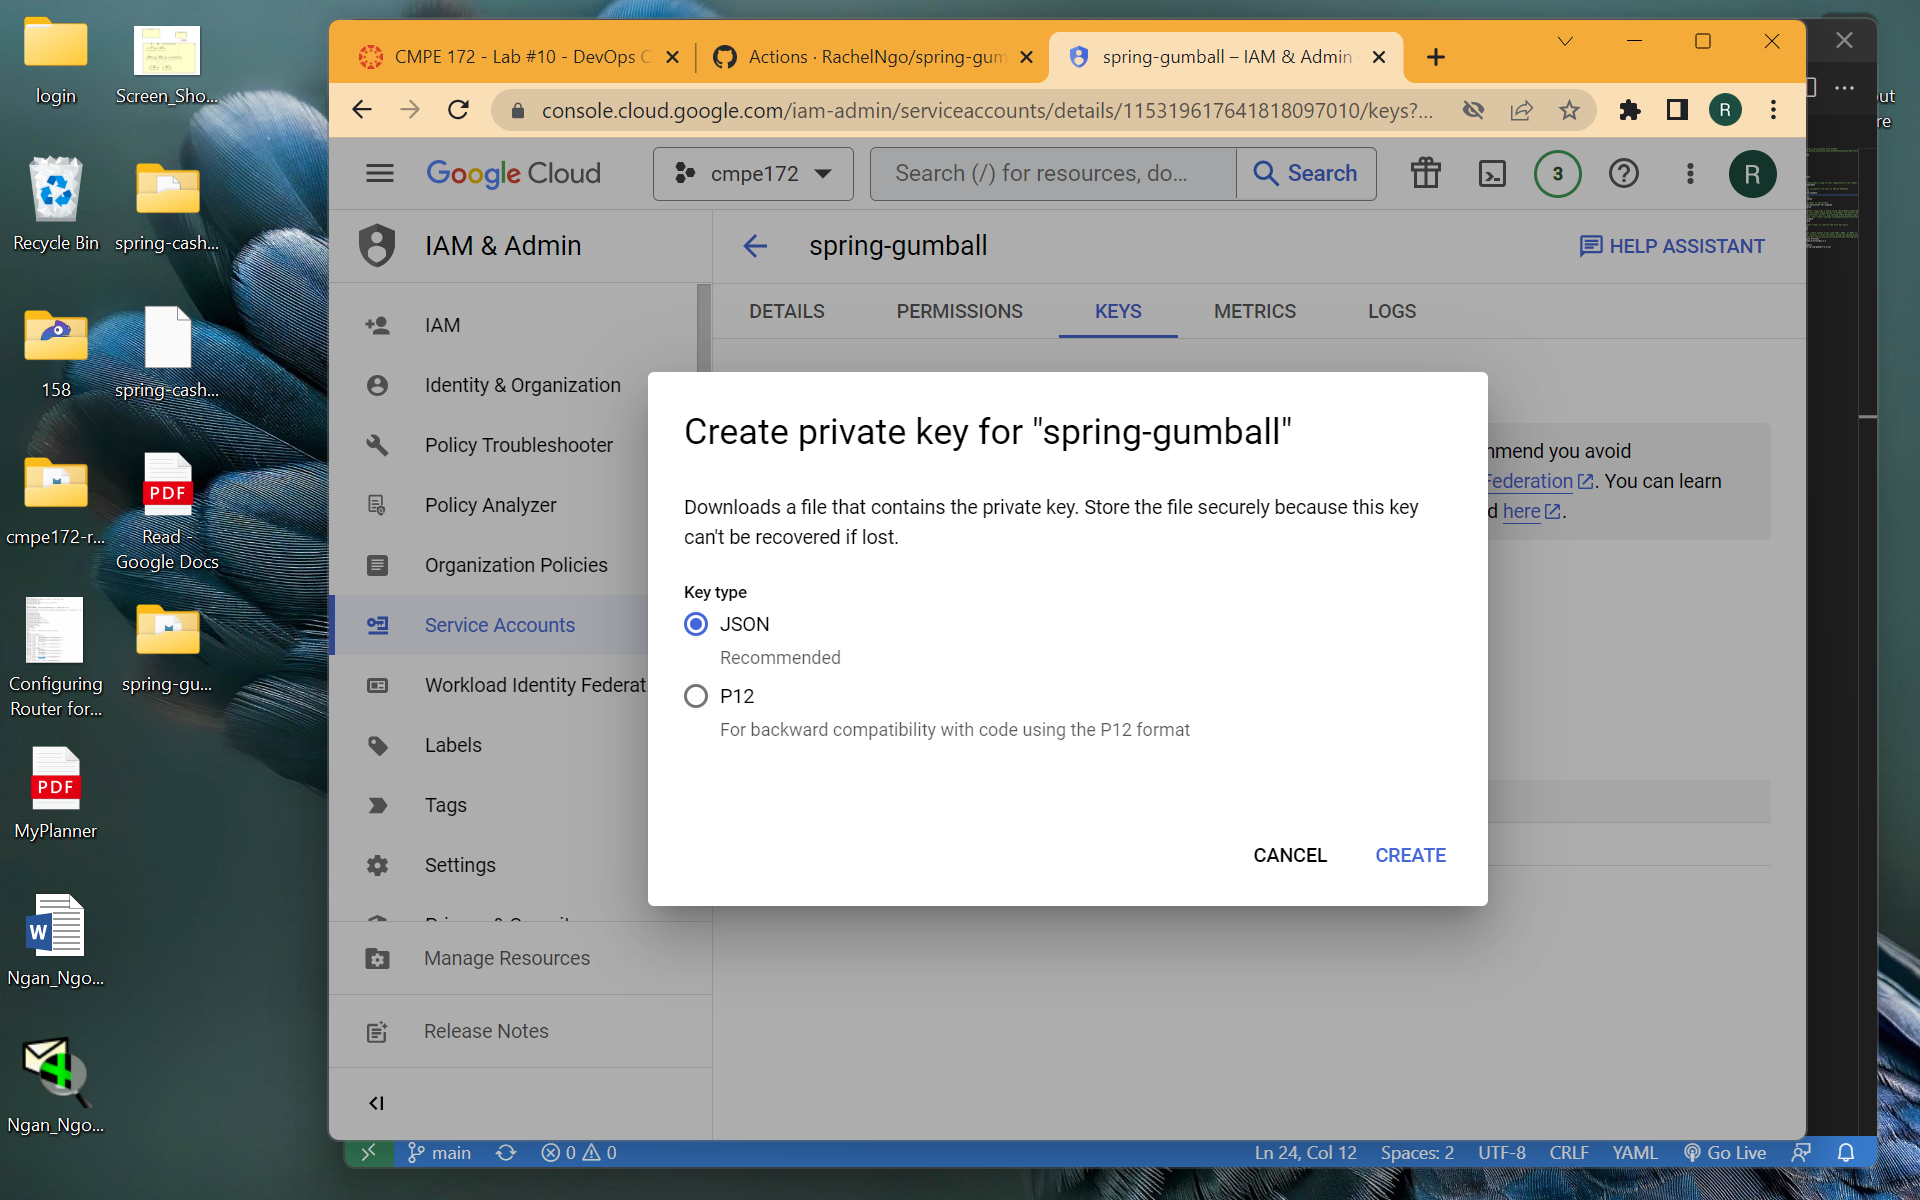 login
Screen_Sho...
Recycle Bin
spring-cash...
158
spring-cash...
cmpe172-r...
PDF
Read -
Google Docs
Configuring
Router for...
spring-gu...
PDF
MyPlanner
W
Ngan_Ngo...
Ngan_Ngo...
CMPE 172 - Lab #10 - DevOps C
Actions · RachelNgo/spring-gum
spring-gumball – IAM & Admin
console.cloud.google.com/iam-admin/serviceaccounts/details/115319617641818097010/keys?...
R
Google Cloud
cmpe172
Search (/) for resources, do...
Search
3
R
IAM & Admin
spring-gumball
HELP ASSISTANT
DETAILS
PERMISSIONS
KEYS
METRICS
LOGS
IAM
Identity & Organization
Policy Troubleshooter
Policy Analyzer
Organization Policies
Service Accounts
Workload Identity Federat
Labels
Tags
Settings
Manage Resources
Release Notes
nmend you avoid
Federation. You can learn
d here.
Create private key for "spring-gumball"
Downloads a file that contains the private key. Store the file securely because this key
can't be recovered if lost.
Key type
JSON
Recommended
P12
For backward compatibility with code using the P12 format
CANCEL
CREATE
main
0
0
Ln 24, Col 12
Spaces: 2
UTF-8
CRLF
YAML
Go Live